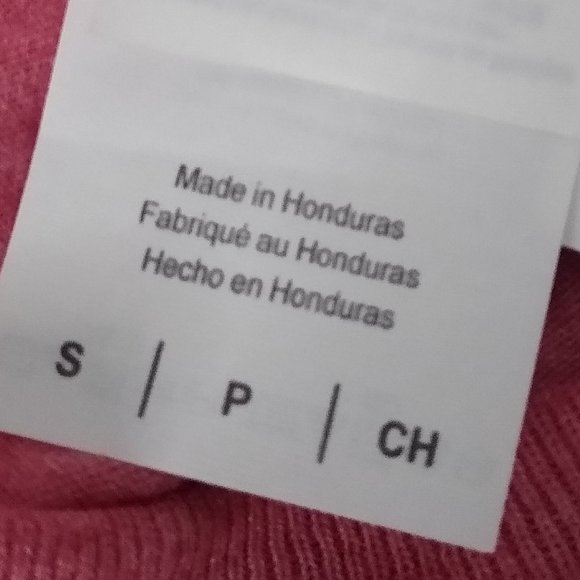 Made in Honduras
Fabriqué au Honduras
Hecho en Honduras
S | P | CH